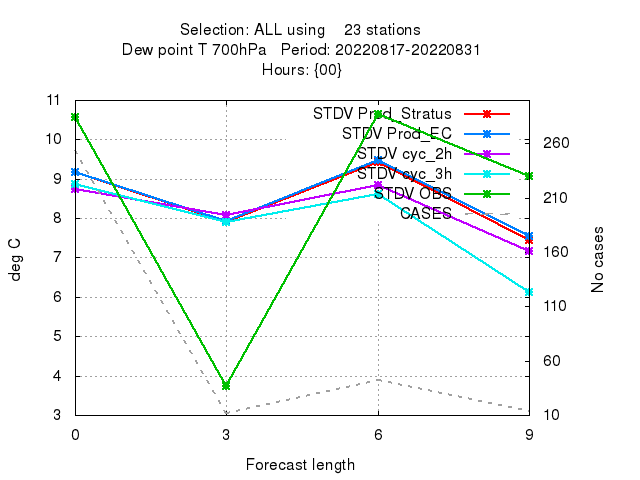 Selection: ALL using    23 stations
Dew point T 700hPa   Period: 20220817-20220831
Hours: {00}
11
10
9
8
7
6
5
4
3
deg C
STDV Prod_Stratus
STDV Prod_EC
STDV cyc_2h
STDV cyc_3h
STDV OBS
CASES
260
210
160
110
60
10
No cases
0 3 6 9
Forecast length